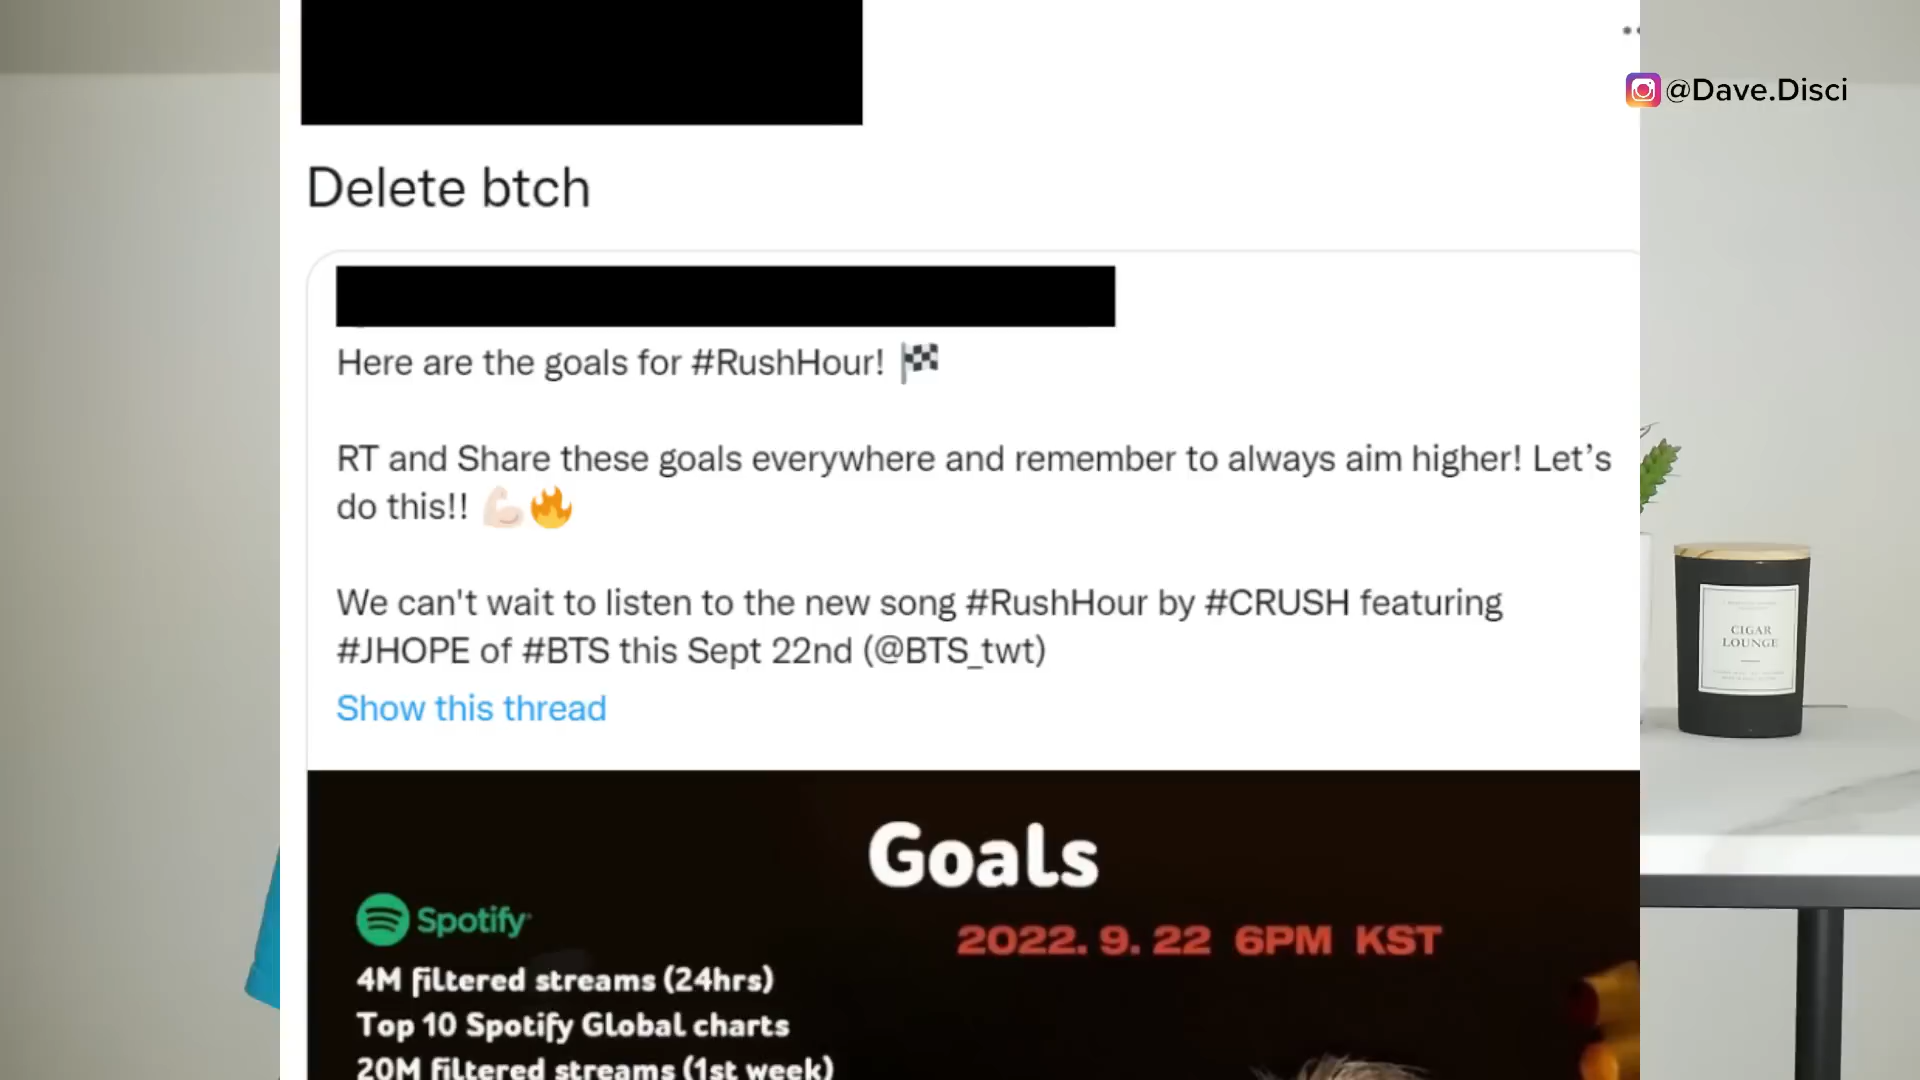 @Dave.Disci
Delete btch
Here are the goals for #RushHour! 🏁
RT and Share these goals everywhere and remember to always aim higher! Let’s
do this!! 💪🏻🔥
We can't wait to listen to the new song #RushHour by #CRUSH featuring
#JHOPE of #BTS this Sept 22nd (@BTS_twt)
Show this thread
Goals
Spotify
2022. 9. 22 6PM KST
4M filtered streams (24hrs)
Top 10 Spotify Global charts
20M filtered streams (1st week)
CIGAR
LOUNGE